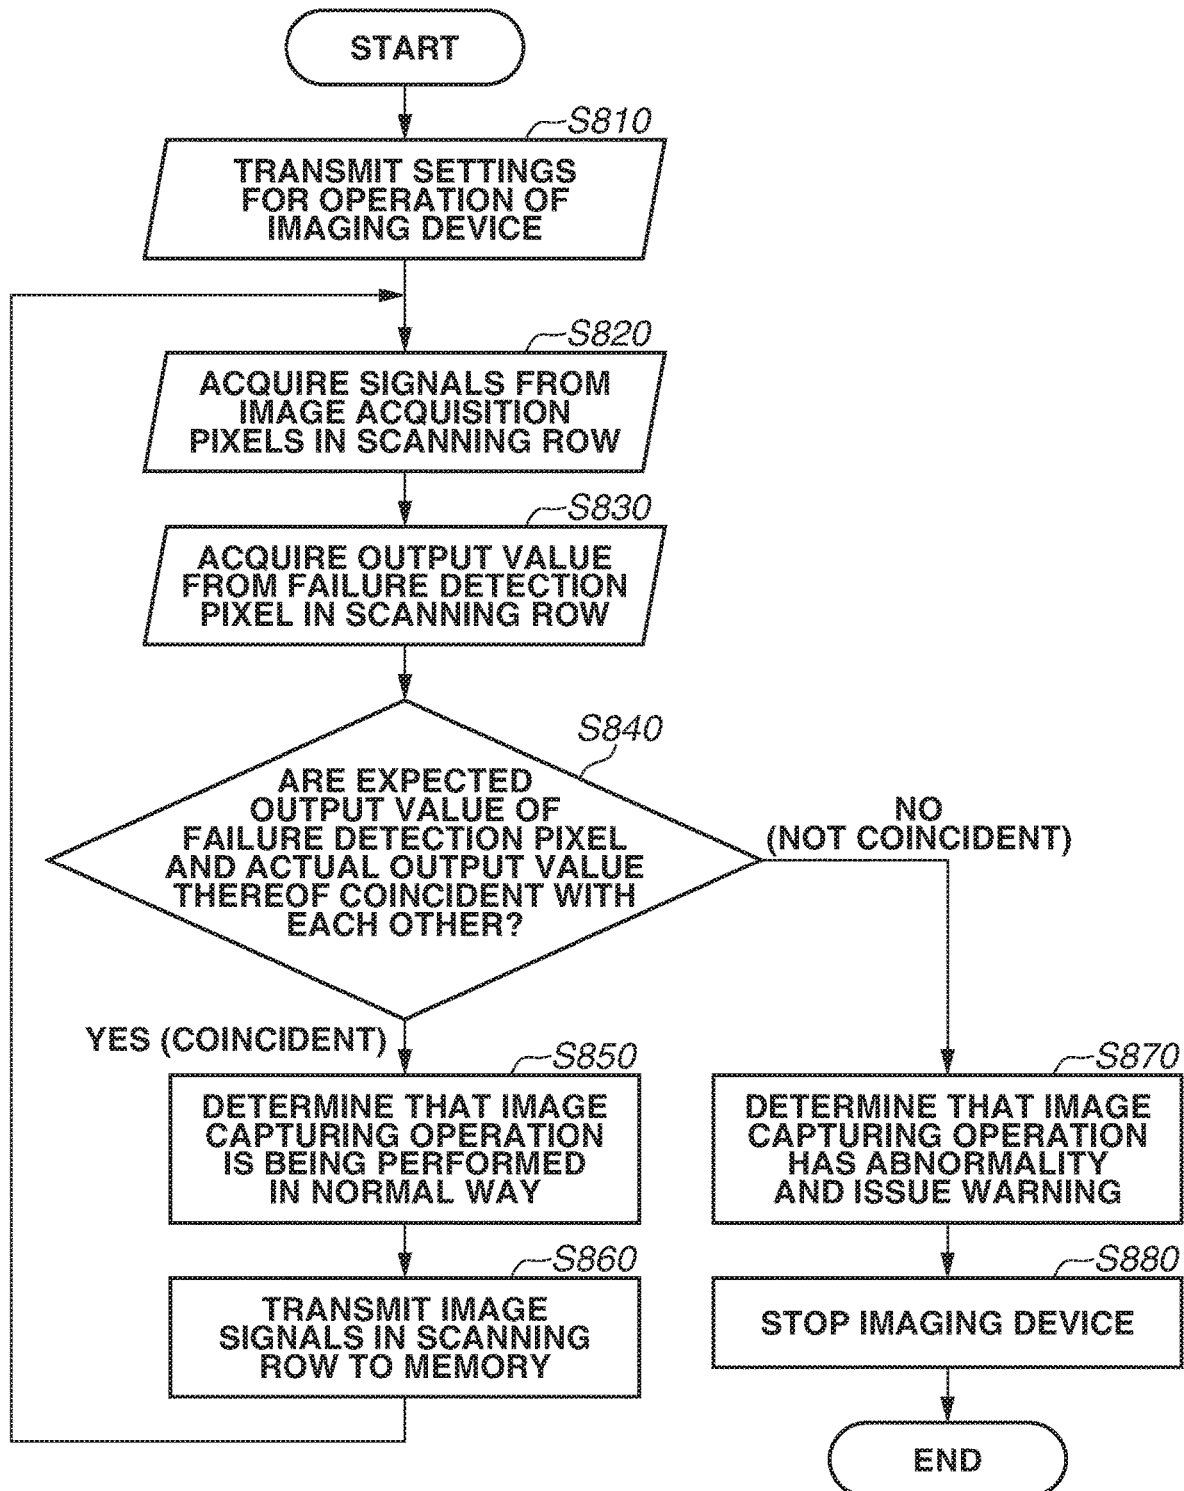 START
S810
TRANSMIT SETTINGS
FOR OPERATION OF
IMAGING DEVICE
S820
ACQUIRE SIGNALS FROM
IMAGE ACQUISITION
PIXELS IN SCANNING ROW
S830
ACQUIRE OUTPUT VALUE
FROM FAILURE DETECTION
PIXEL IN SCANNING ROW
S840
ARE EXPECTED
OUTPUT VALUE OF
FAILURE DETECTION PIXEL
AND ACTUAL OUTPUT VALUE
THEREOF COINCIDENT WITH
EACH OTHER?
NO
(NOT COINCIDENT)
YES (COINCIDENT)
S850
DETERMINE THAT IMAGE
CAPTURING OPERATION
IS BEING PERFORMED
IN NORMAL WAY
S860
TRANSMIT IMAGE
SIGNALS IN SCANNING
ROW TO MEMORY
S870
DETERMINE THAT IMAGE
CAPTURING OPERATION
HAS ABNORMALITY
AND ISSUE WARNING
S880
STOP IMAGING DEVICE
END